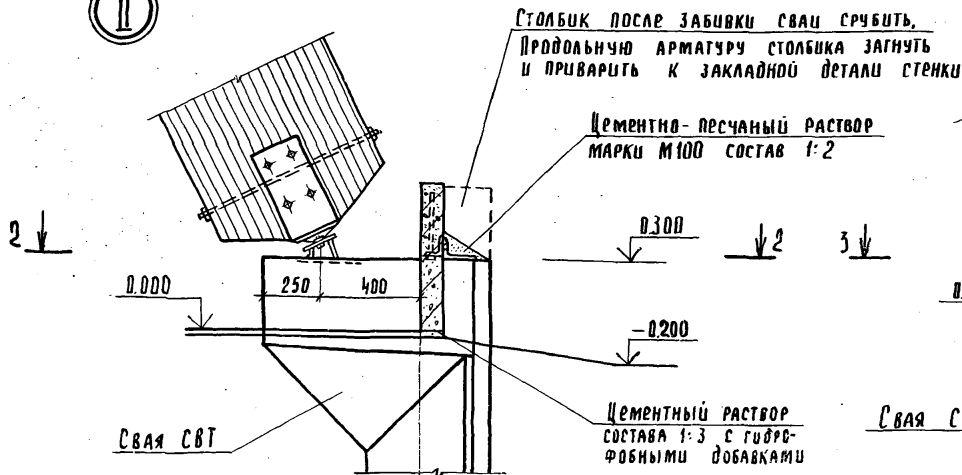 II
Столбик после забивки сваи срубить,
продольную арматуру столбика загнуть
и приварить к закладной детали стенки
Цементно-песчаный раствор
марки М100 состав 1:2
2
0.300
2
3
0.000
250
400
-0.200
Цементный раствор
состава 1:3 с гидро-
фобными добавками
Свая СВТ
Свая С